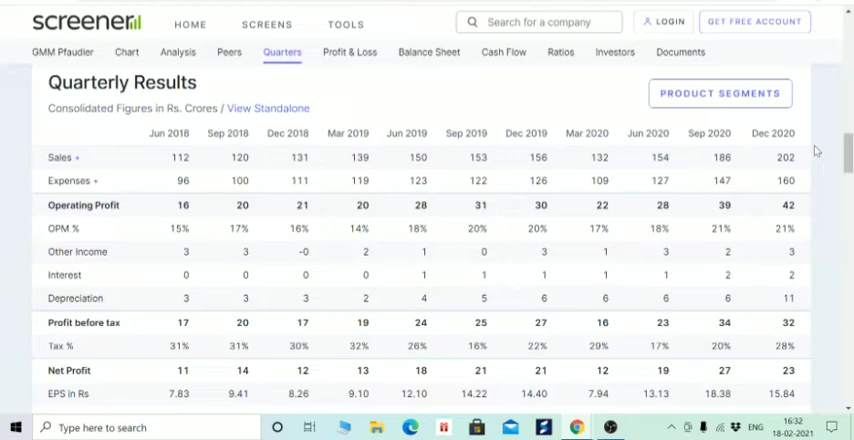 screener
HOME SCREENS TOOLS
Search for a company
LOGIN
GET FREE ACCOUNT
GMM Pfaudler Chart Analysis Peers Quarters Profit & Loss Balance Sheet Cash Flow Ratios Investors Documents
Quarterly Results
Consolidated Figures in Rs. Crores / View Standalone
PRODUCT SEGMENTS
Jun 2018 Sep 2018 Dec 2018 Mar 2019 Jun 2019 Sep 2019 Dec 2019 Mar 2020 Jun 2020 Sep 2020 Dec 2020
Sales + 112 120 131 139 150 153 156 132 154 186 202
Expenses + 96 100 111 119 123 122 126 109 127 147 160
Operating Profit 16 20 21 20 28 31 30 22 28 39 42
OPM % 15% 17% 16% 14% 18% 20% 20% 17% 18% 21% 21%
Other Income 3 3 -0 2 1 0 3 1 3 2 3
Interest 0 0 0 0 1 1 1 1 1 2 2
Depreciation 3 3 3 2 4 5 6 6 6 6 11
Profit before tax 17 20 17 19 24 25 27 16 23 34 32
Tax % 31% 31% 30% 32% 26% 16% 22% 29% 17% 20% 28%
Net Profit 11 14 12 13 18 21 21 12 19 27 23
EPS in Rs 7.83 9.41 8.26 9.10 12.10 14.22 14.40 7.94 13.13 18.38 15.84
Type here to search
ENG
16:32
18-02-2021